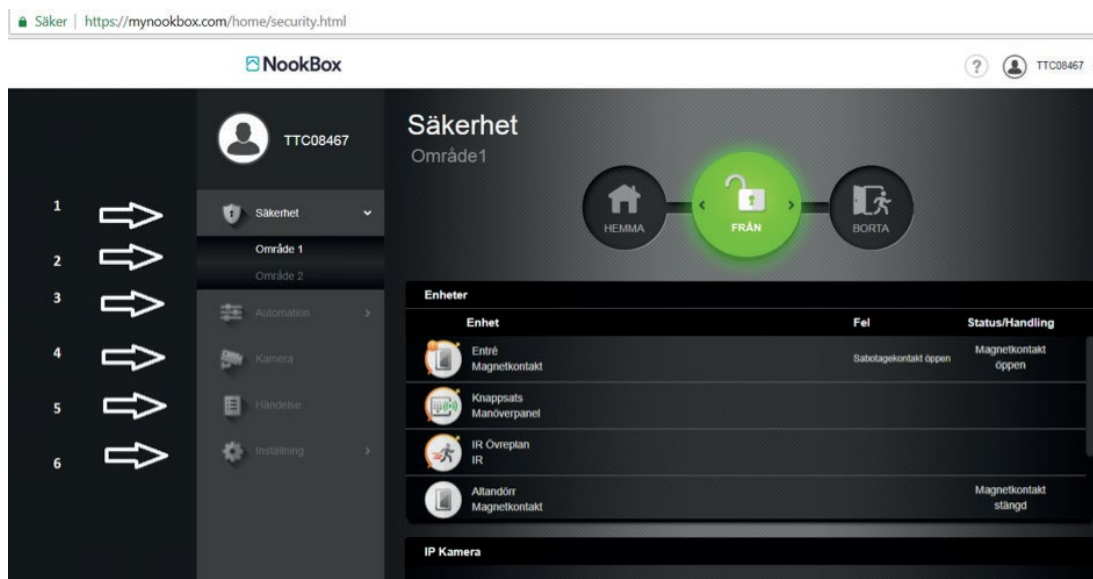 Säker | https://mynookbox.com/home/security.html
NookBox
? TTC08467
TTC08467
Säkerhet
Område1
HEMMA
FRÅN
BORTA
1
Säkerhet
2
Område 1
Område 2
3
Automation
4
Kamera
5
Händelse
6
Inställning
Enheter
Enhet Fel Status/Handling
Entré
Magnetkontakt
Sabotagekontakt öppen
Magnetkontakt
öppen
Knappsats
Manöverpanel
IR Övreplan
IR
Altandörr
Magnetkontakt
Magnetkontakt
stängd
IP Kamera